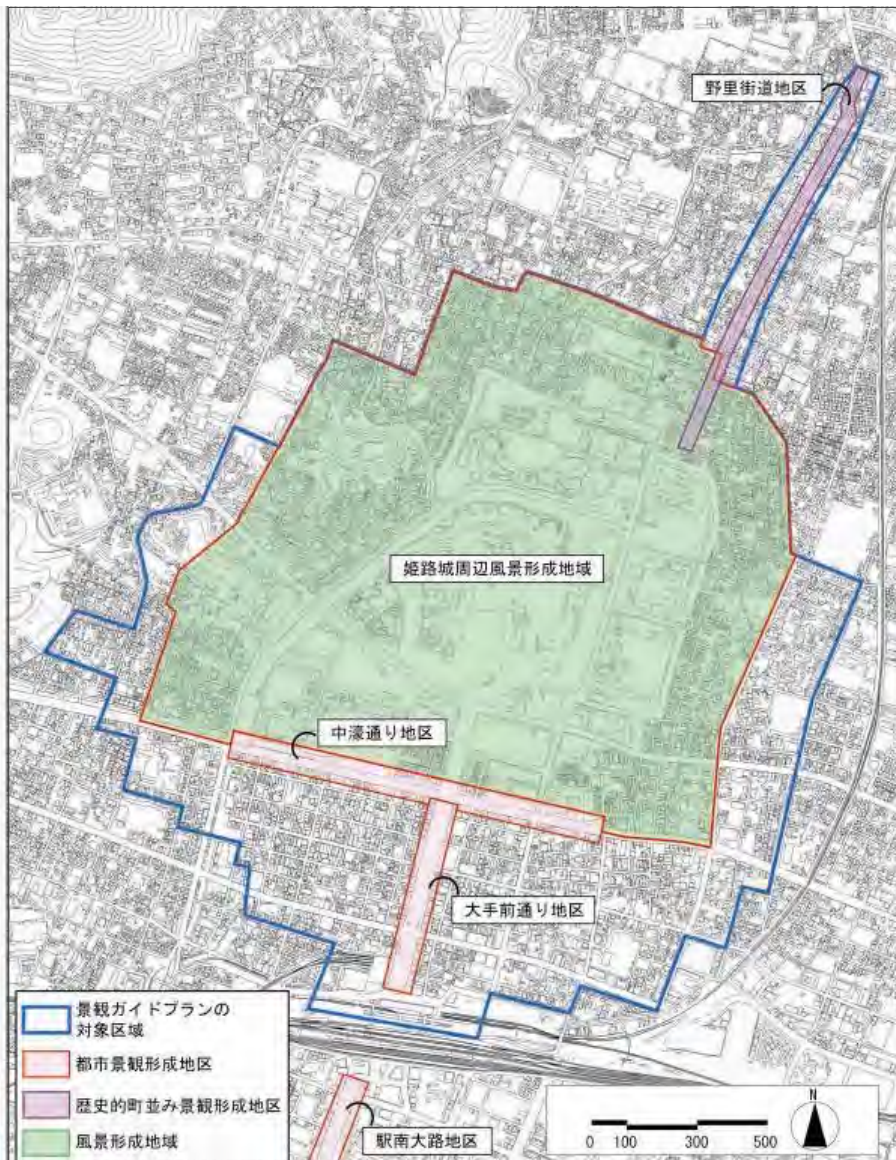 野里街道地区
姫路城周辺風景形成地域
中濠通り地区
大手前通り地区
景観ガイドプランの
対象区域
都市景観形成地区
歴史的町並み景観形成地区
風景形成地域
駅南大路地区
N
0 100 300 500